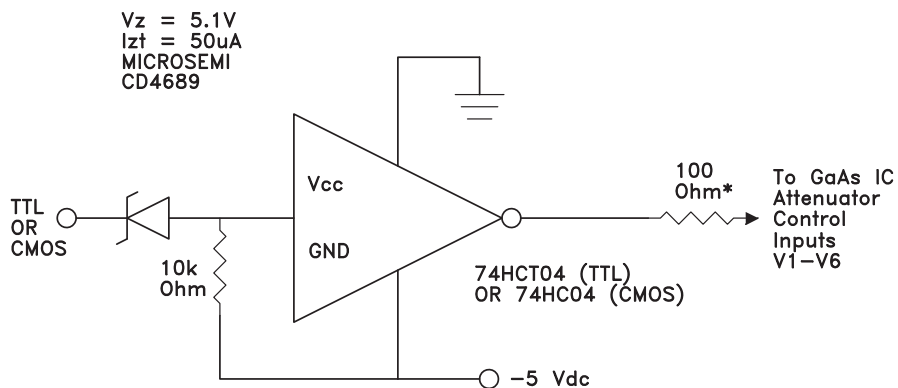 Vz = 5.1V
Izt = 50uA
MICROSEMI
CD4689
Vcc
GND
TTL
OR
CMOS
10k
Ohm
100
Ohm*
To GaAs IC
Attenuator
Control
Inputs
V1-V6
74HCT04 (TTL)
OR 74HC04 (CMOS)
-5 Vdc